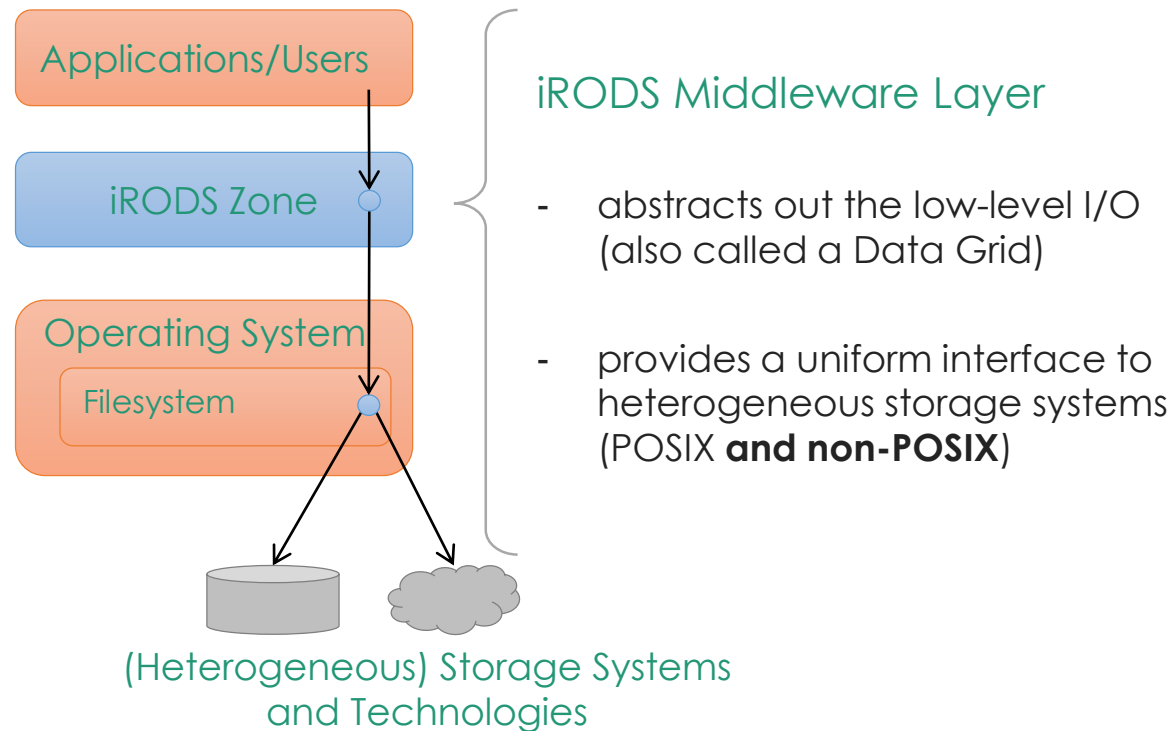 Applications/Users
iRODS Zone
Operating System
Filesystem
(Heterogeneous) Storage Systems
and Technologies
iRODS Middleware Layer
- abstracts out the low-level I/O
(also called a Data Grid)
- provides a uniform interface to
heterogeneous storage systems
(POSIX and non-POSIX)